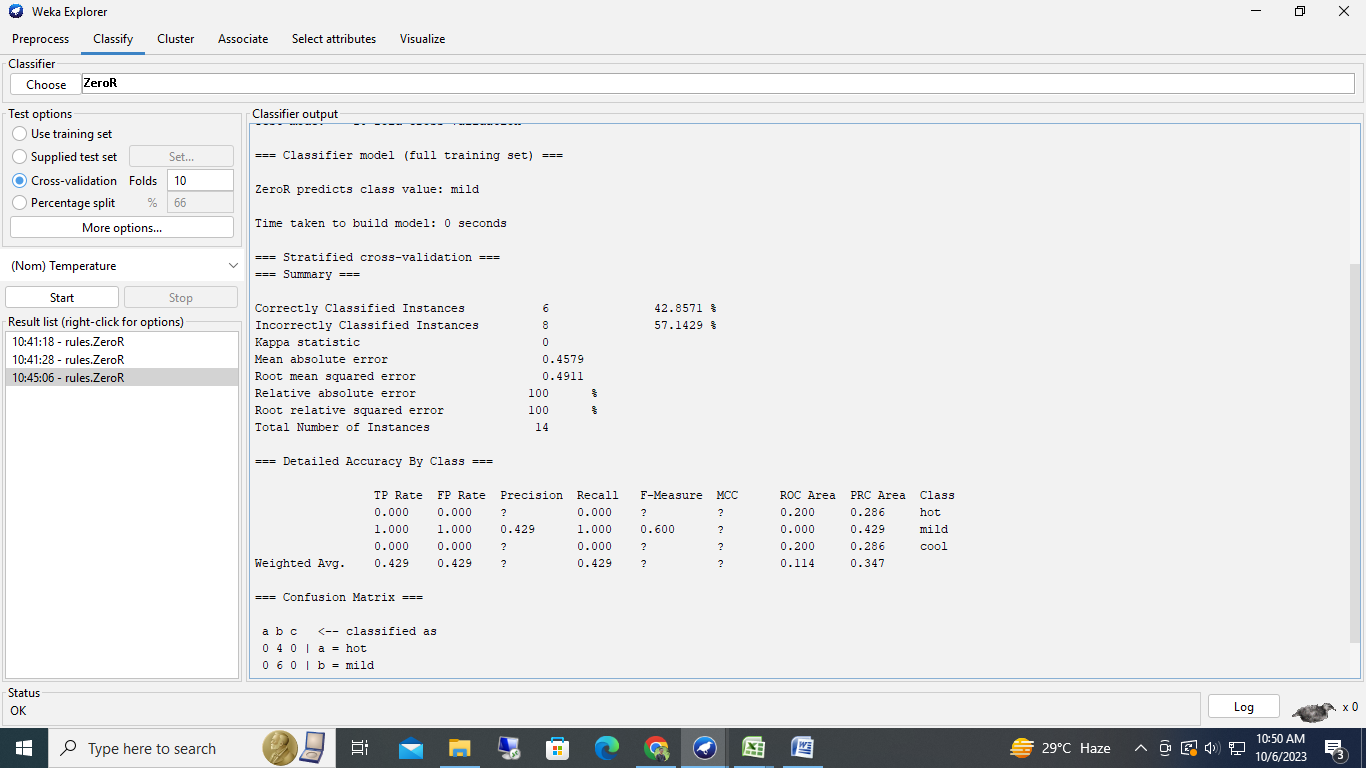 Weka Explorer
Preprocess Classify Cluster Associate Select attributes Visualize
Classifier
Choose ZeroR
Test options
Use training set
Supplied test set Set...
Cross-validation Folds 10
Percentage split % 66
More options...
(Nom) Temperature
Start Stop
Result list (right-click for options)
10:41:18 - rules.ZeroR
10:41:28 - rules.ZeroR
10:45:06 - rules.ZeroR
Classifier output
=== Classifier model (full training set) ===
ZeroR predicts class value: mild
Time taken to build model: 0 seconds
=== Stratified cross-validation ===
=== Summary ===
Correctly Classified Instances 6 42.8571 %
Incorrectly Classified Instances 8 57.1429 %
Kappa statistic 0
Mean absolute error 0.4579
Root mean squared error 0.4911
Relative absolute error 100 %
Root relative squared error 100 %
Total Number of Instances 14
=== Detailed Accuracy By Class ===
TP Rate FP Rate Precision Recall F-Measure MCC ROC Area PRC Area Class
0.000 0.000 ? 0.000 ? ? 0.200 0.286 hot
1.000 1.000 0.429 1.000 0.600 ? 0.000 0.429 mild
0.000 0.000 ? 0.000 ? ? 0.200 0.286 cool
Weighted Avg. 0.429 0.429 ? 0.429 ? ? 0.114 0.347
=== Confusion Matrix ===
a b c <-- classified as
0 4 0 | a = hot
0 6 0 | b = mild
Status
OK
Log
x 0
Type here to search
29°C Haze
10:50 AM
10/6/2023
3